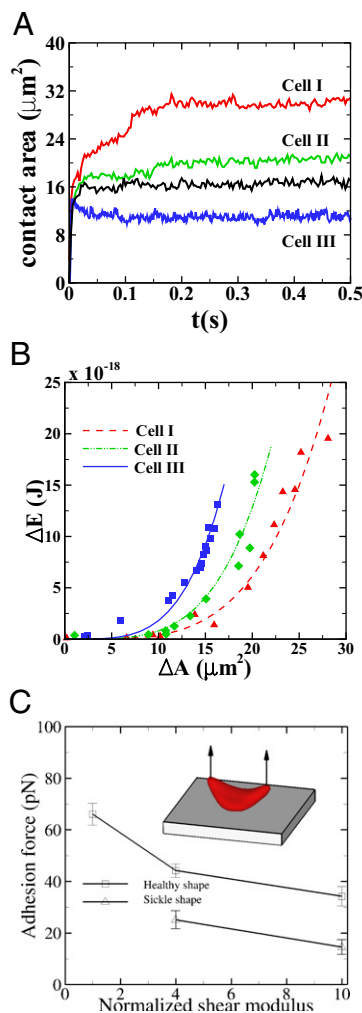 A
contact area (μm²)
40
32
24
16
8
0
Cell I
Cell II
Cell III
0 0.1 0.2 0.3 0.4 0.5
t(s)
B
x 10⁻¹⁸
ΔE (J)
25
20
15
10
5
0
Cell I
Cell II
Cell III
0 5 10 15 20 25 30
ΔA (μm²)
C
Adhesion force (pN)
100
80
60
40
20
0
Healthy shape
Sickle shape
0 2 4 6 8 10
Normalized shear modulus